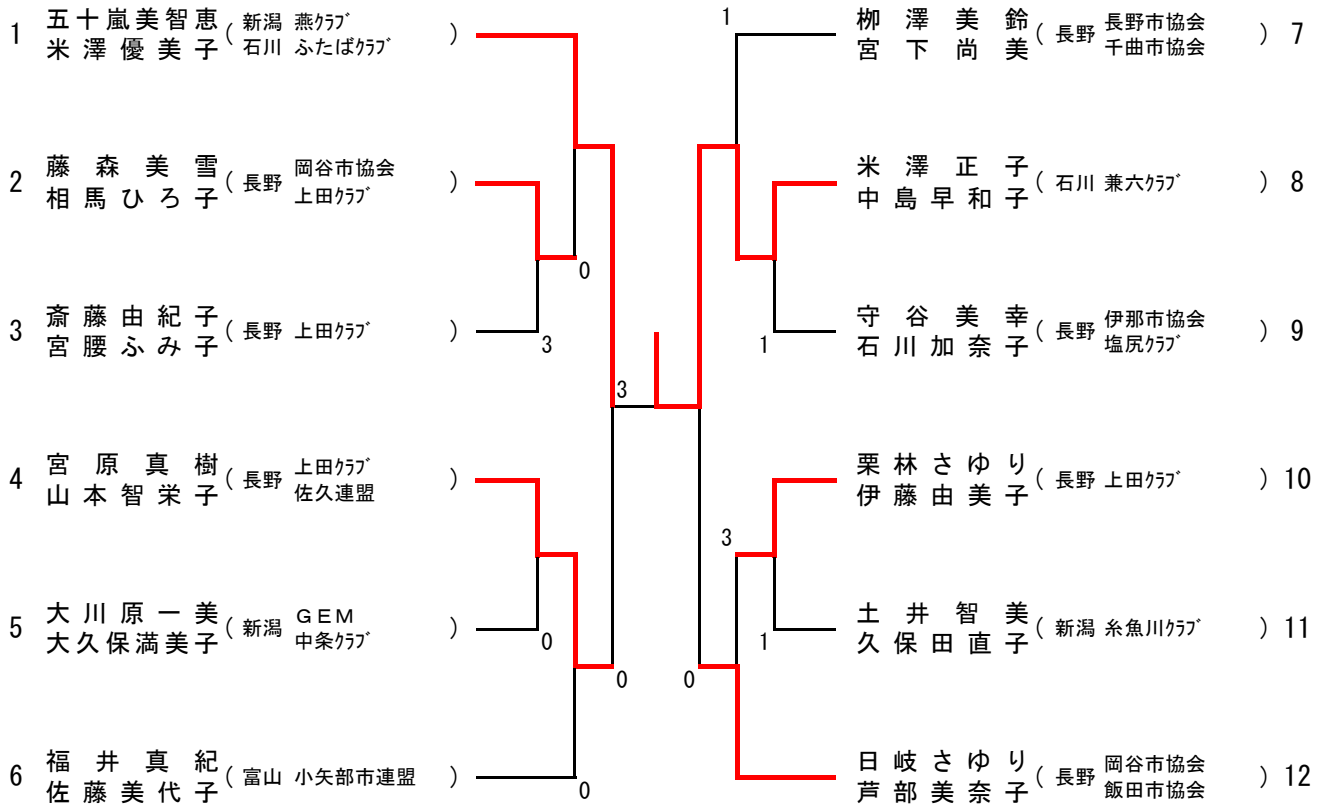 1 五十嵐美智恵 (新潟 燕ｸﾗﾌﾞ
米澤優美子 石川 ふたばｸﾗﾌﾞ )
2 藤森美雪 (長野 岡谷市協会
相馬ひろ子 上田ｸﾗﾌﾞ )
0
3 斎藤由紀子 (長野 上田ｸﾗﾌﾞ )
宮腰ふみ子
3
3
4 宮原真樹 (長野 上田ｸﾗﾌﾞ
山本智栄子 佐久連盟 )
5 大川原一美 (新潟 ＧＥＭ
大久保満美子 中条ｸﾗﾌﾞ )
0
0
6 福井真紀 (富山 小矢部市連盟 )
佐藤美代子
0
1
栁澤美鈴 (長野 長野市協会 ) 7
宮下尚美 千曲市協会
米澤正子 (石川 兼六ｸﾗﾌﾞ ) 8
中島早和子
守谷美幸 (長野 伊那市協会 ) 9
石川加奈子 塩尻ｸﾗﾌﾞ
1
栗林さゆり (長野 上田ｸﾗﾌﾞ ) 10
伊藤由美子
3
土井智美 (新潟 糸魚川ｸﾗﾌﾞ ) 11
久保田直子
1
0
日岐さゆり (長野 岡谷市協会 ) 12
芦部美奈子 飯田市協会